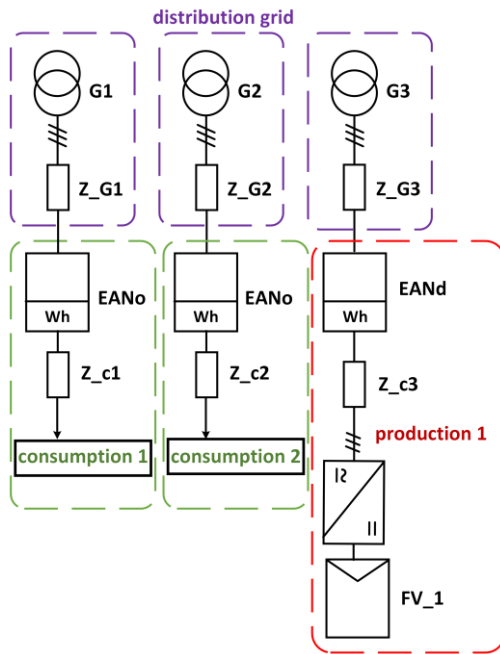 distribution grid
G1
G2
G3
Z_G1
Z_G2
Z_G3
EANo
EANo
EANd
Wh
Wh
Wh
Z_c1
Z_c2
Z_c3
production 1
consumption 1
consumption 2
FV_1